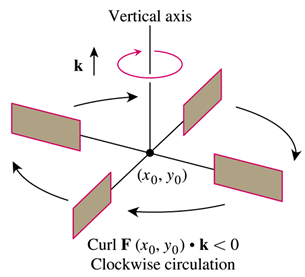 Vertical axis
k
(x₀, y₀)
Curl F (x₀, y₀) • k < 0
Clockwise circulation